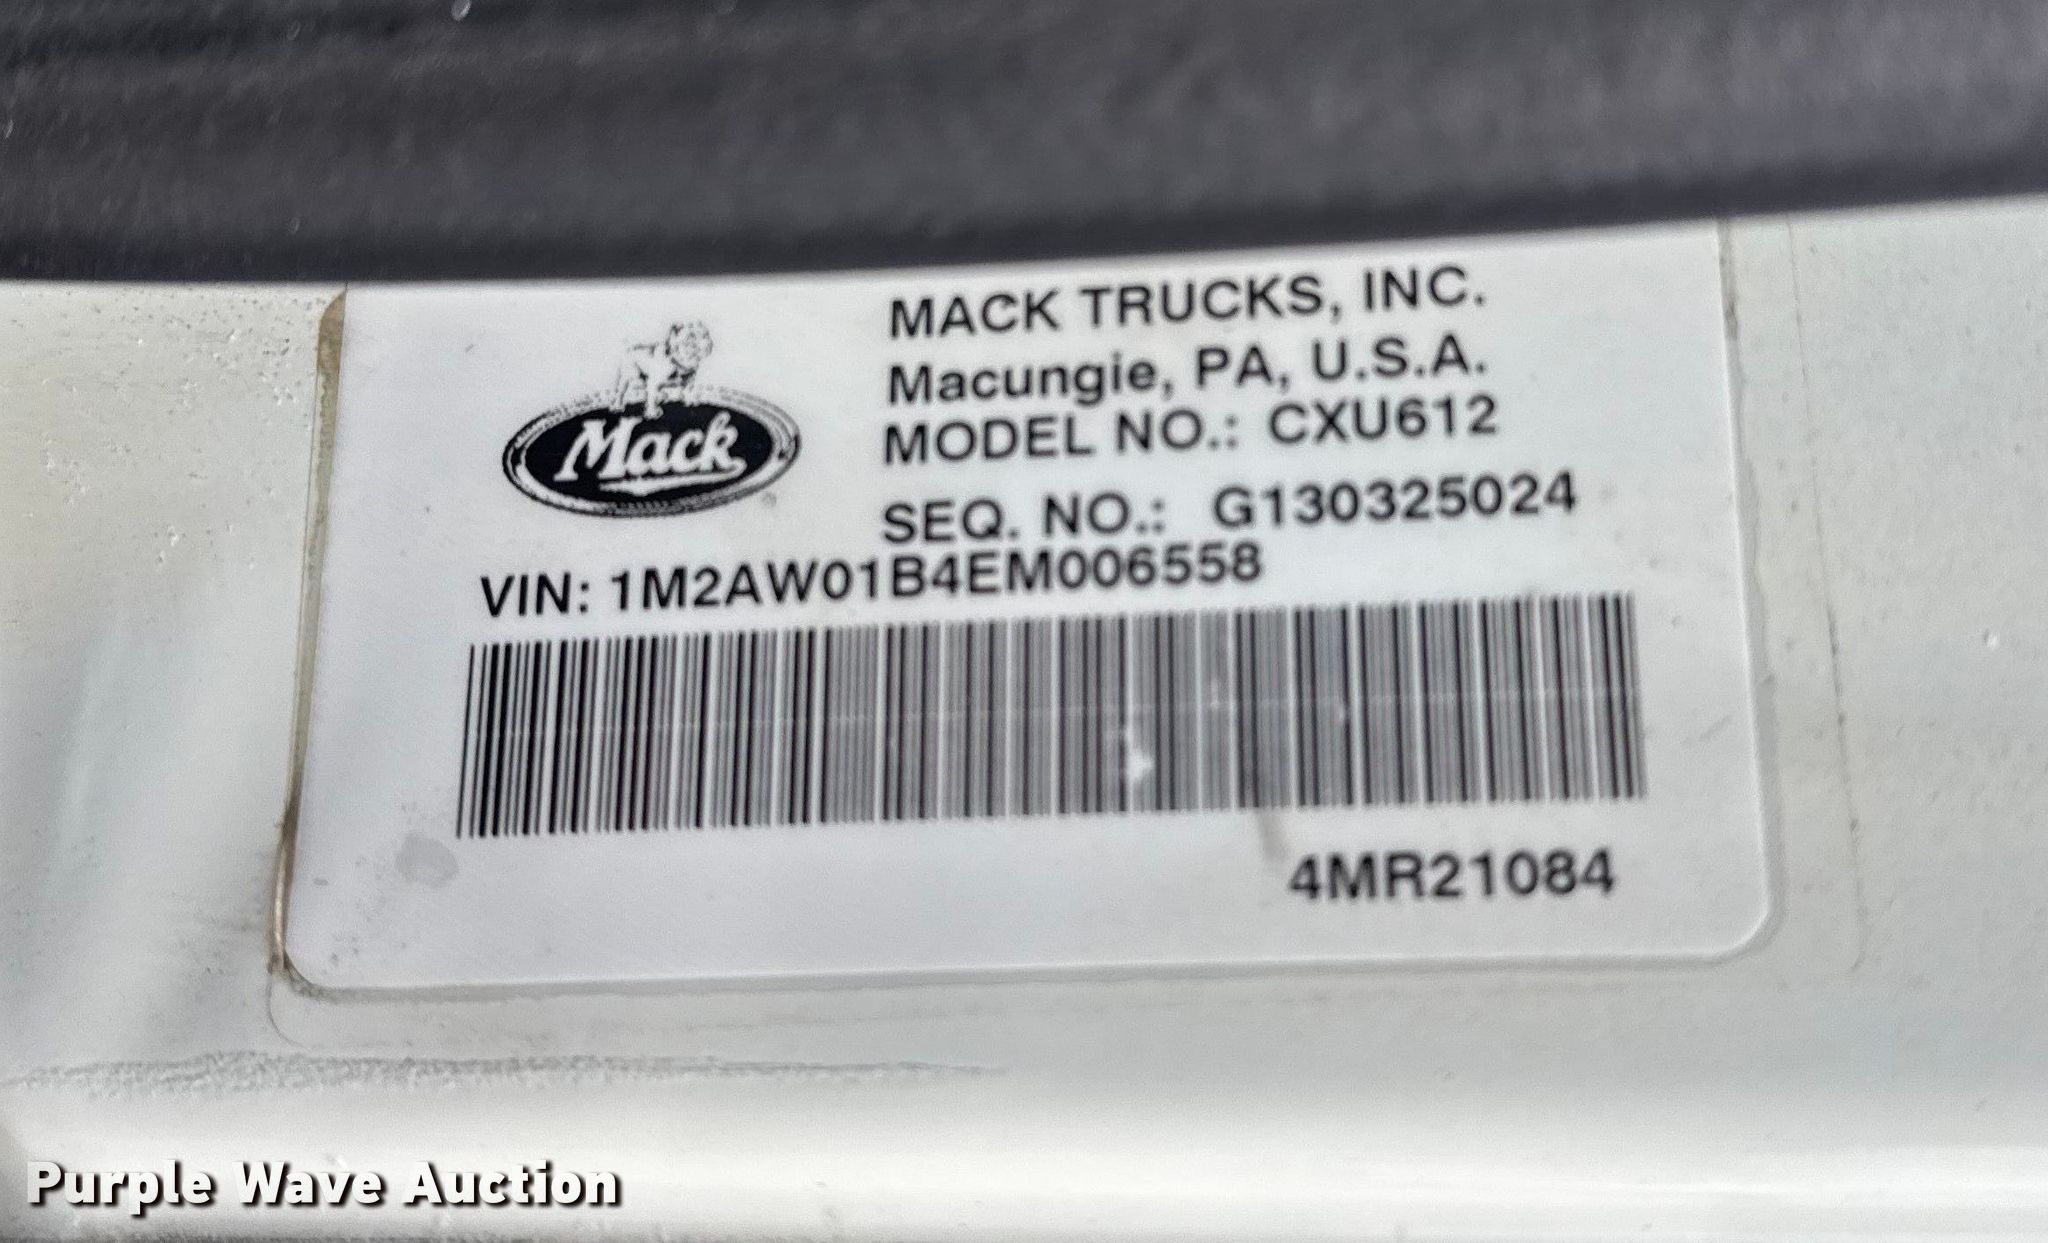 MACK TRUCKS, INC.
Macungie, PA, U.S.A.
Mack
MODEL NO.: CXU612
SEQ. NO.: G130325024
VIN: 1M2AW01B4EM006558
4MR21084
Purple Wave Auction